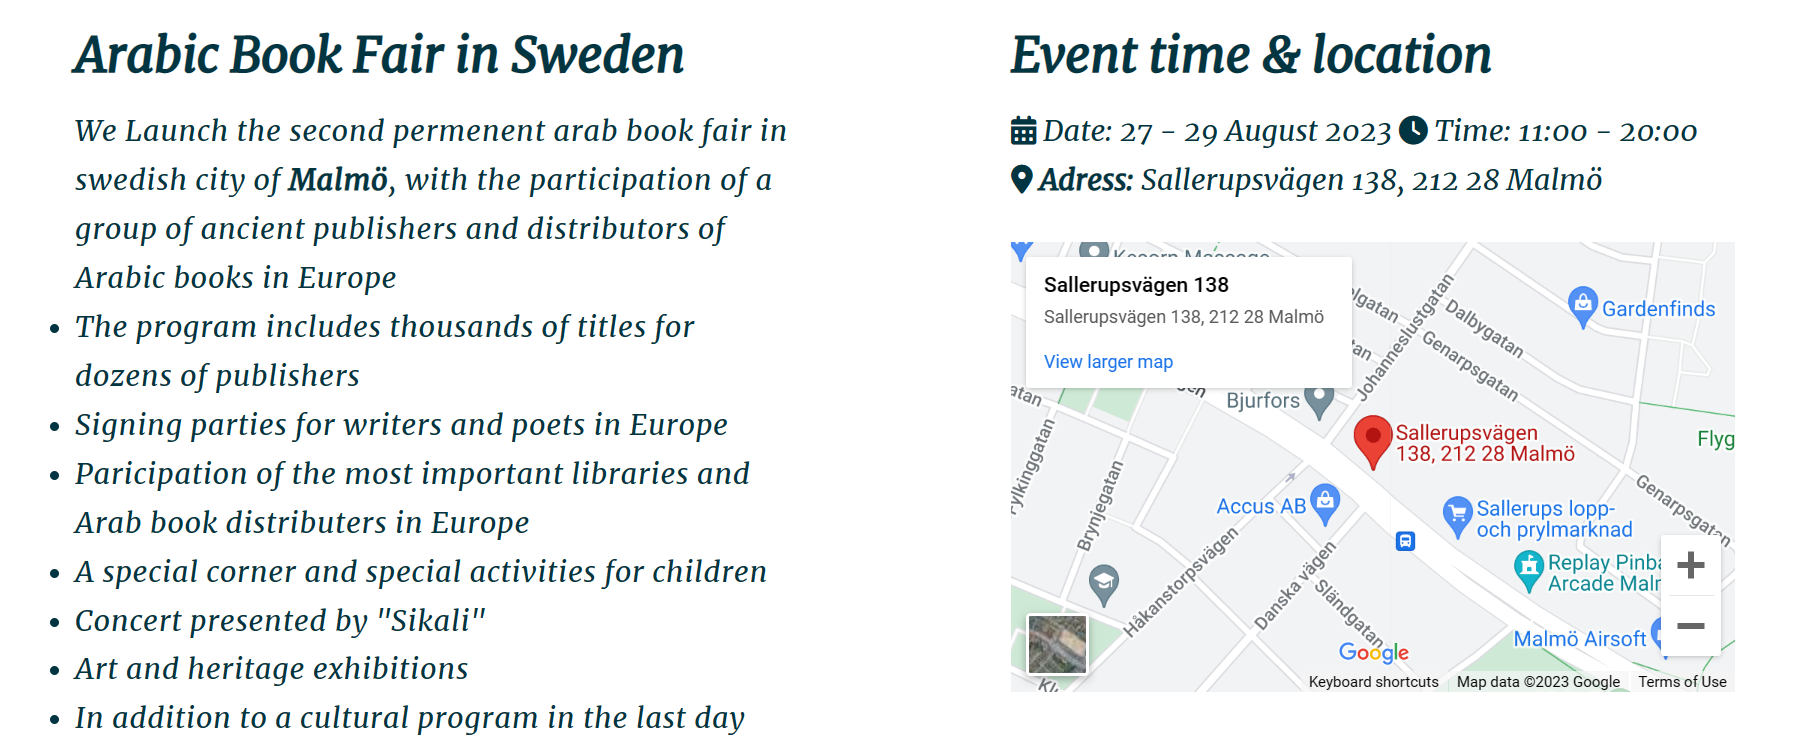 Arabic Book Fair in Sweden
We Launch the second permenent arab book fair in
swedish city of Malmö, with the participation of a
group of ancient publishers and distributors of
Arabic books in Europe
• The program includes thousands of titles for
dozens of publishers
• Signing parties for writers and poets in Europe
• Paricipation of the most important libraries and
Arab book distributers in Europe
• A special corner and special activities for children
• Concert presented by "Sikali"
• Art and heritage exhibitions
• In addition to a cultural program in the last day
Event time & location
Date: 27 - 29 August 2023 Time: 11:00 - 20:00
Adress: Sallerupsvägen 138, 212 28 Malmö
Sallerupsvägen 138
Sallerupsvägen 138, 212 28 Malmö
View larger map
Johanneslustgatan
Dalbygatan
Genarpsgatan
Gardenfinds
Bjurfors
Sallerupsvägen
138, 212 28 Malmö
Brynjegatan
Accus AB
Sallerups lopp-
och prylmarknad
Genarpsgatan
Replay Pinba
Arcade Malr
Håkanstorpsvägen
Danska vägen
Sländgatan
Malmö Airsoft
Google
Keyboard shortcuts
Map data ©2023 Google
Terms of Use